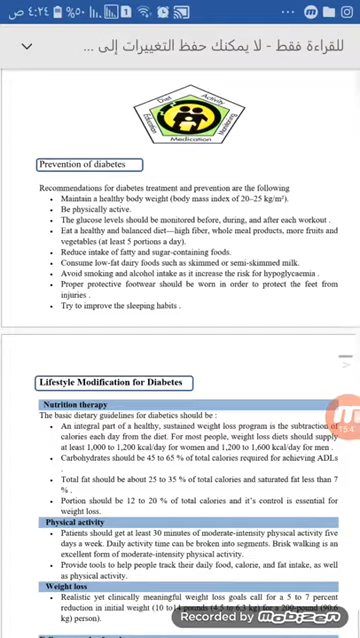 ص ٤:٢٤
٥٠%
للقراءة فقط - لا يمكنك حفظ التغييرات إلى ...
Diet
Activity
Education
Monitoring
Medication
Prevention of diabetes
Recommendations for diabetes treatment and prevention are the following
• Maintain a healthy body weight (body mass index of 20–25 kg/m²).
• Be physically active.
• The glucose levels should be monitored before, during, and after each workout .
• Eat a healthy and balanced diet—high fiber, whole meal products, more fruits and
vegetables (at least 5 portions a day).
• Reduce intake of fatty and sugar-containing foods.
• Consume low-fat dairy foods such as skimmed or semi-skimmed milk.
• Avoid smoking and alcohol intake as it increase the risk for hypoglycaemia .
• Proper protective footwear should be worn in order to protect the feet from
injuries .
• Try to improve the sleeping habits .
Lifestyle Modification for Diabetes
Nutrition therapy
The basic dietary guidelines for diabetics should be :
• An integral part of a healthy, sustained weight loss program is the subtraction of
calories each day from the diet. For most people, weight loss diets should supply
at least 1,000 to 1,200 kcal/day for women and 1,200 to 1,600 kcal/day for men .
• Carbohydrates should be 45 to 65 % of total calories required for achieving ADLs
.
• Total fat should be about 25 to 35 % of total calories and saturated fat less than 7
% .
• Portion should be 12 to 20 % of total calories and it's control is essential for
weight loss.
Physical activity
• Patients should get at least 30 minutes of moderate-intensity physical activity five
days a week. Daily activity time can be broken into segments. Brisk walking is an
excellent form of moderate-intensity physical activity.
• Provide tools to help people track their daily food, calorie, and fat intake, as well
as physical activity.
Weight loss
• Realistic yet clinically meaningful weight loss goals call for a 5 to 7 percent
reduction in initial weight (10 to14 pounds (4.5 to 6.3 kg) for a 200-pound (90.6
kg) person).
Recorded by
mobizen